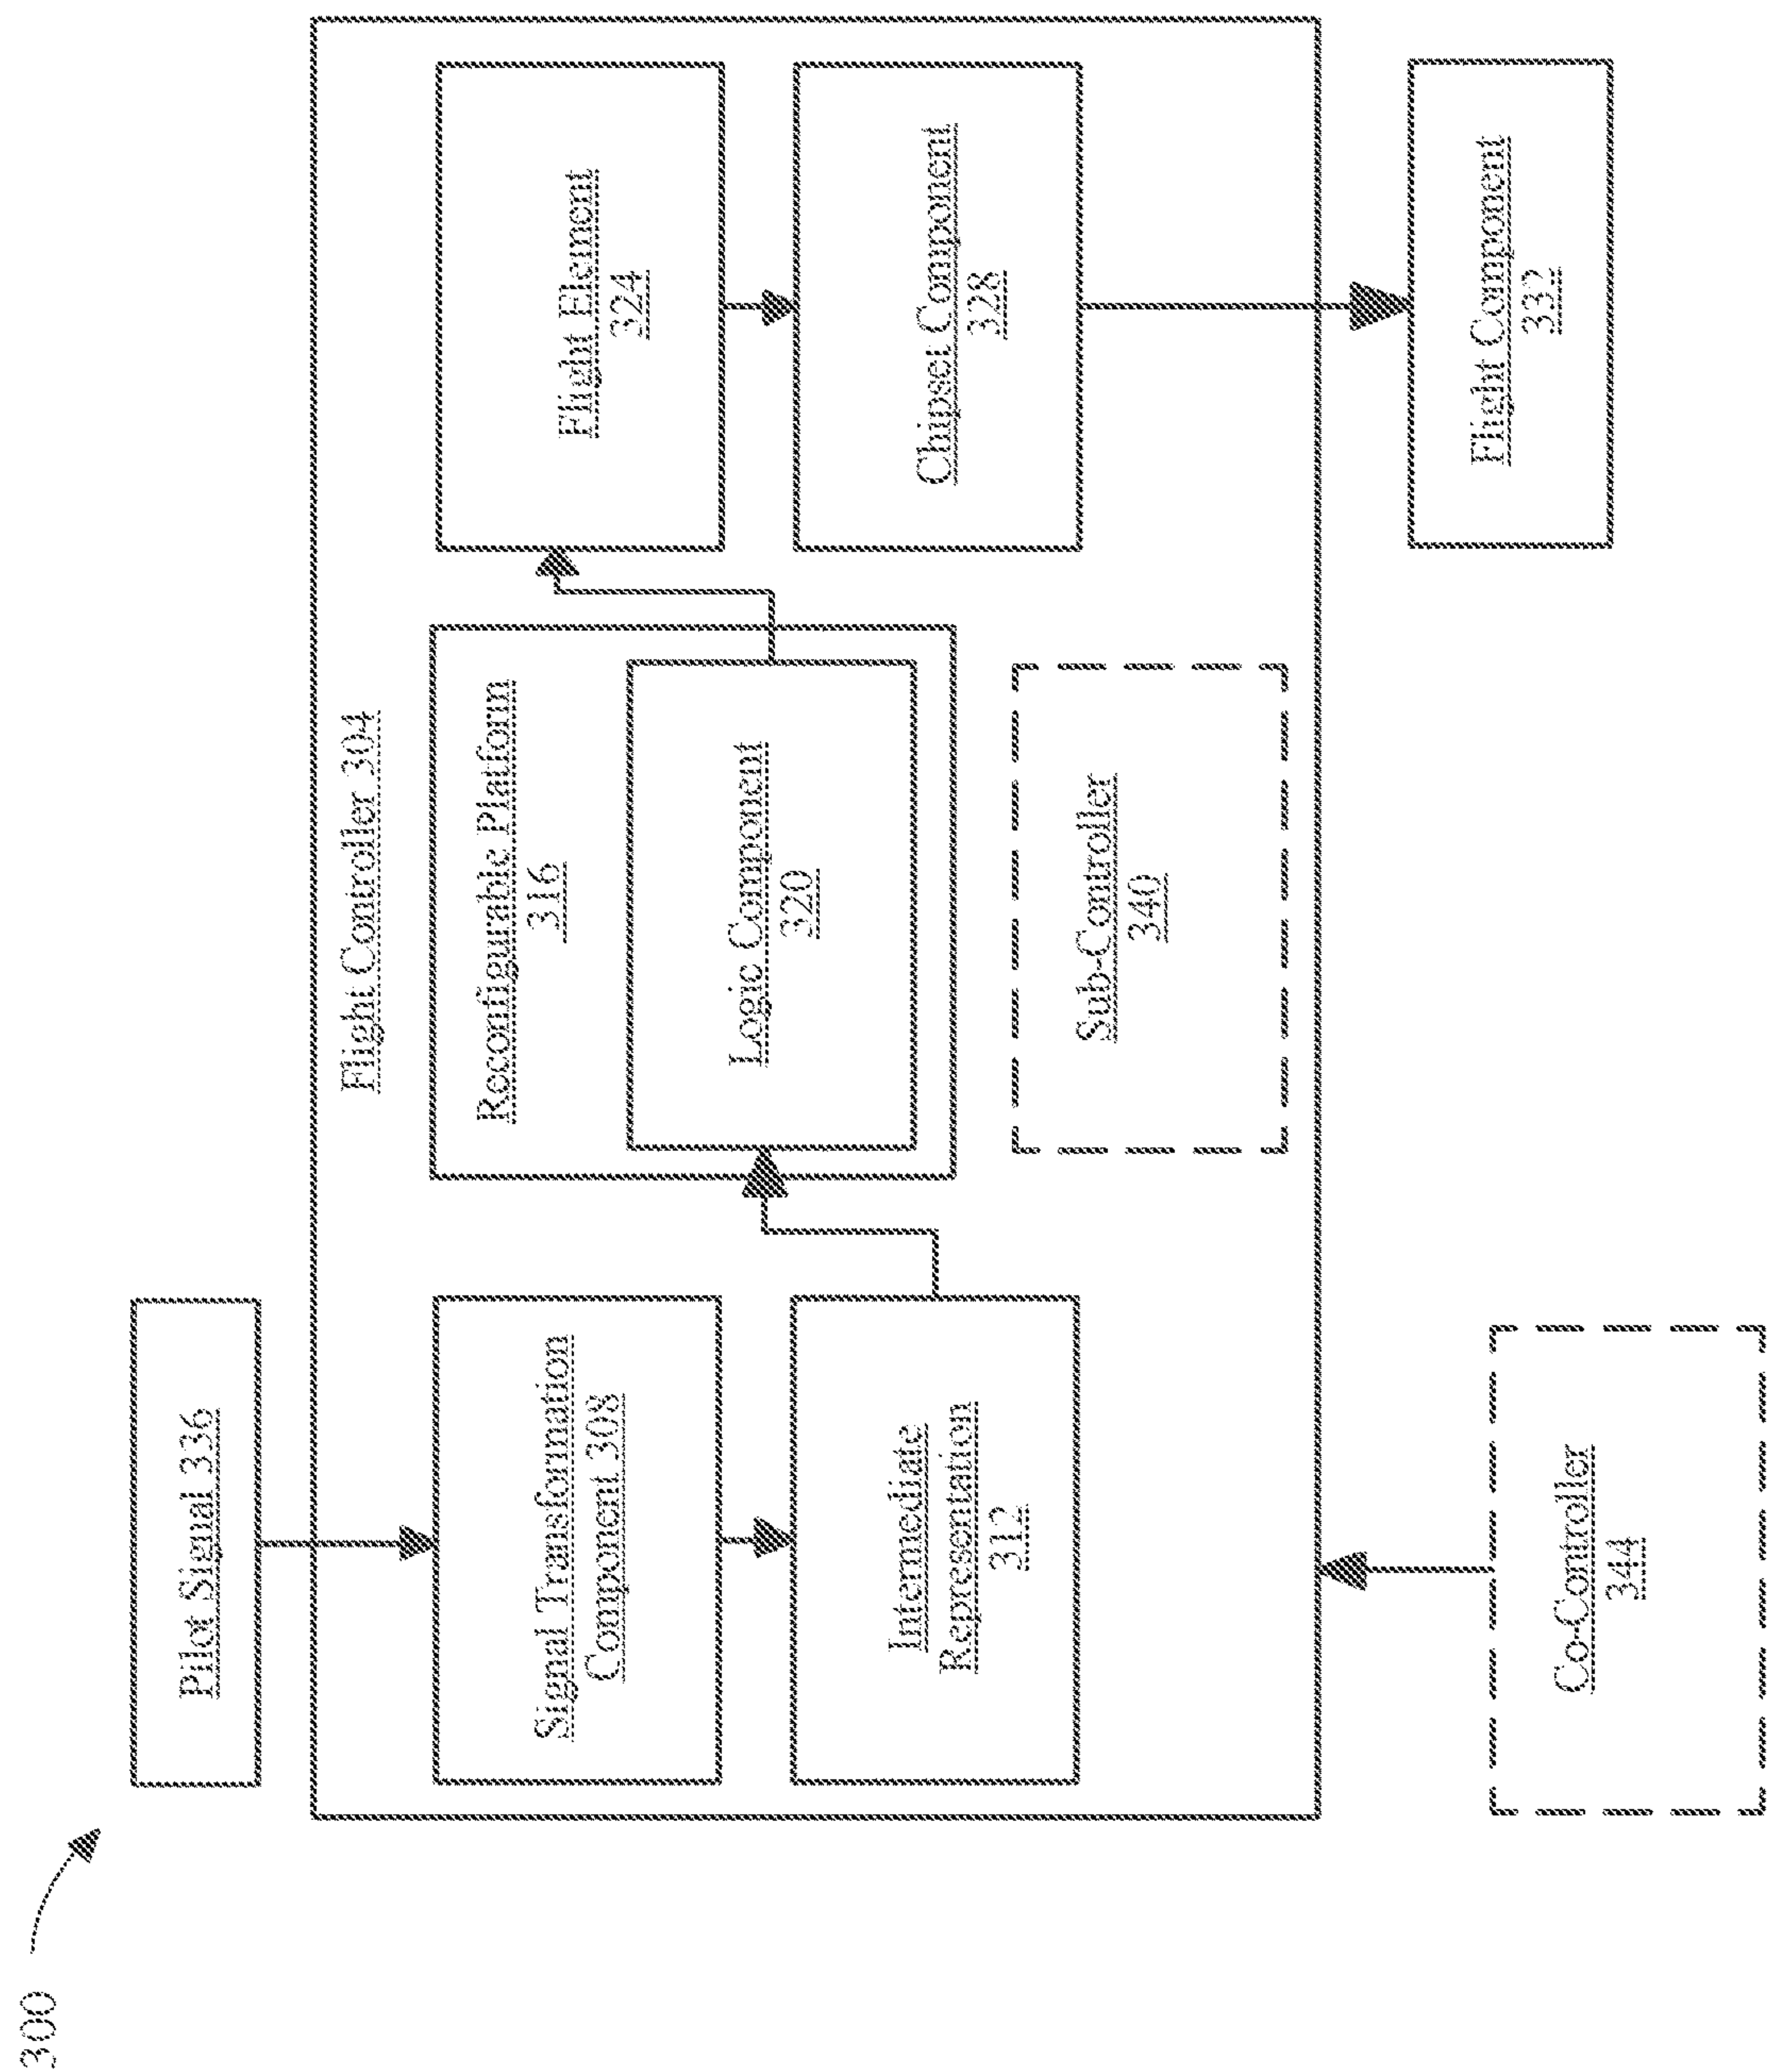 300
Pilot Signal 336
Flight Controller 304
Signal Transformation
Component 308
Intermediate
Representation
312
Reconfigurable Platform
316
Logic Component
320
Sub-Controller
340
Flight Element
324
Chipset Component
328
Co-Controller
344
Flight Component
332